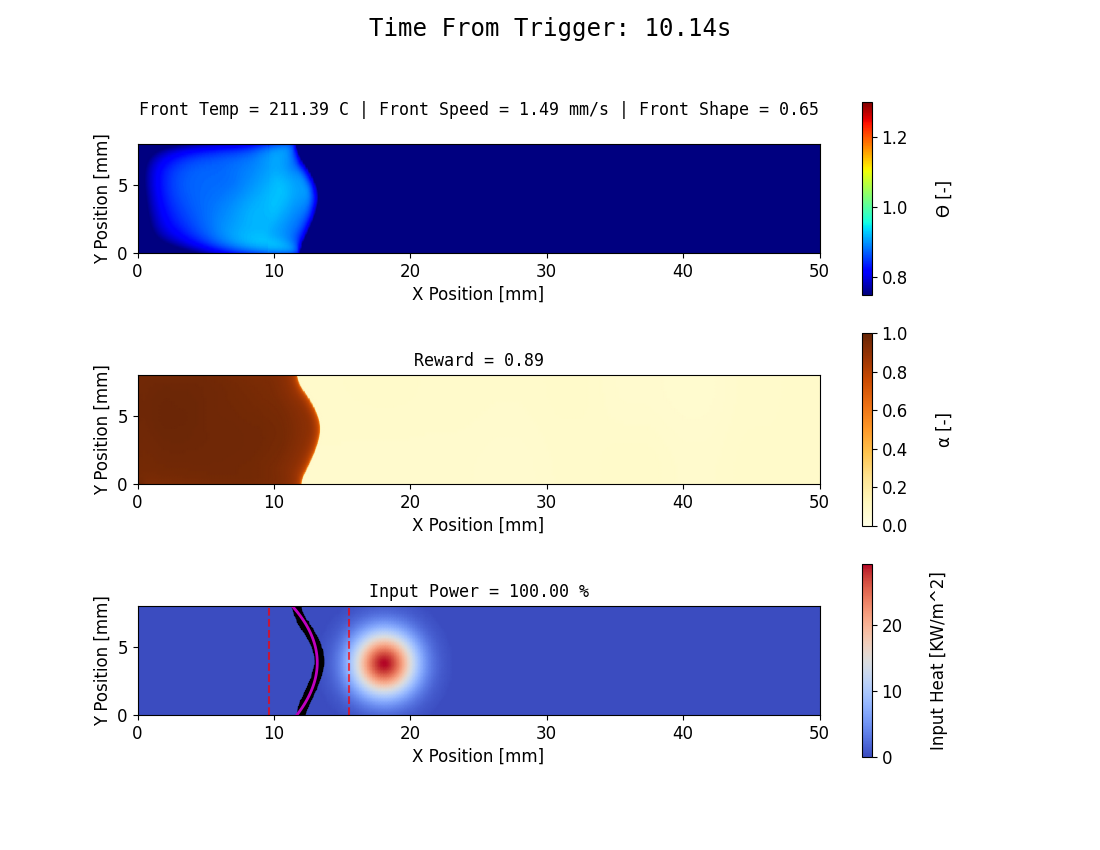 Time From Trigger: 10.14s
Front Temp = 211.39 C | Front Speed = 1.49 mm/s | Front Shape = 0.65
Y Position [mm]
5
0
0 10 20 30 40 50
X Position [mm]
1.2
1.0
0.8
Θ [-]
Reward = 0.89
Y Position [mm]
5
0
0 10 20 30 40 50
X Position [mm]
1.0
0.8
0.6
0.4
0.2
0.0
α [-]
Input Power = 100.00 %
Y Position [mm]
5
0
0 10 20 30 40 50
X Position [mm]
20
10
0
Input Heat [KW/m^2]